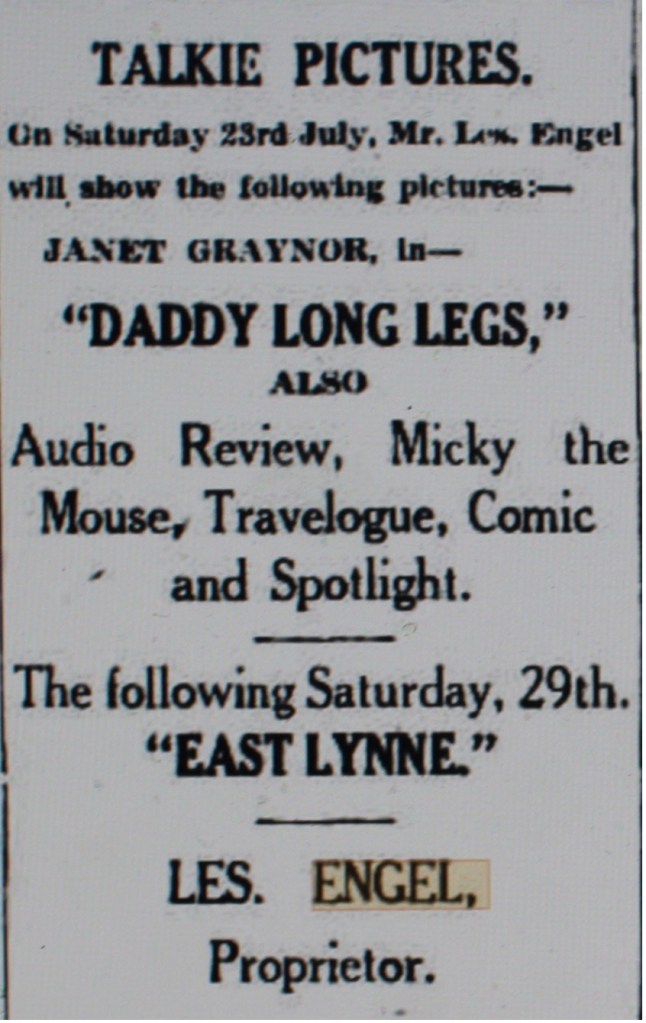 TALKIE PICTURES.
On Saturday 23rd July, Mr. Les. Engel
will show the following pictures:—
JANET GRAYNOR, in—
"DADDY LONG LEGS,"
ALSO
Audio Review, Micky the
Mouse, Travelogue, Comic
and Spotlight.
The following Saturday, 29th.
"EAST LYNNE."
LES. ENGEL,
Proprietor.